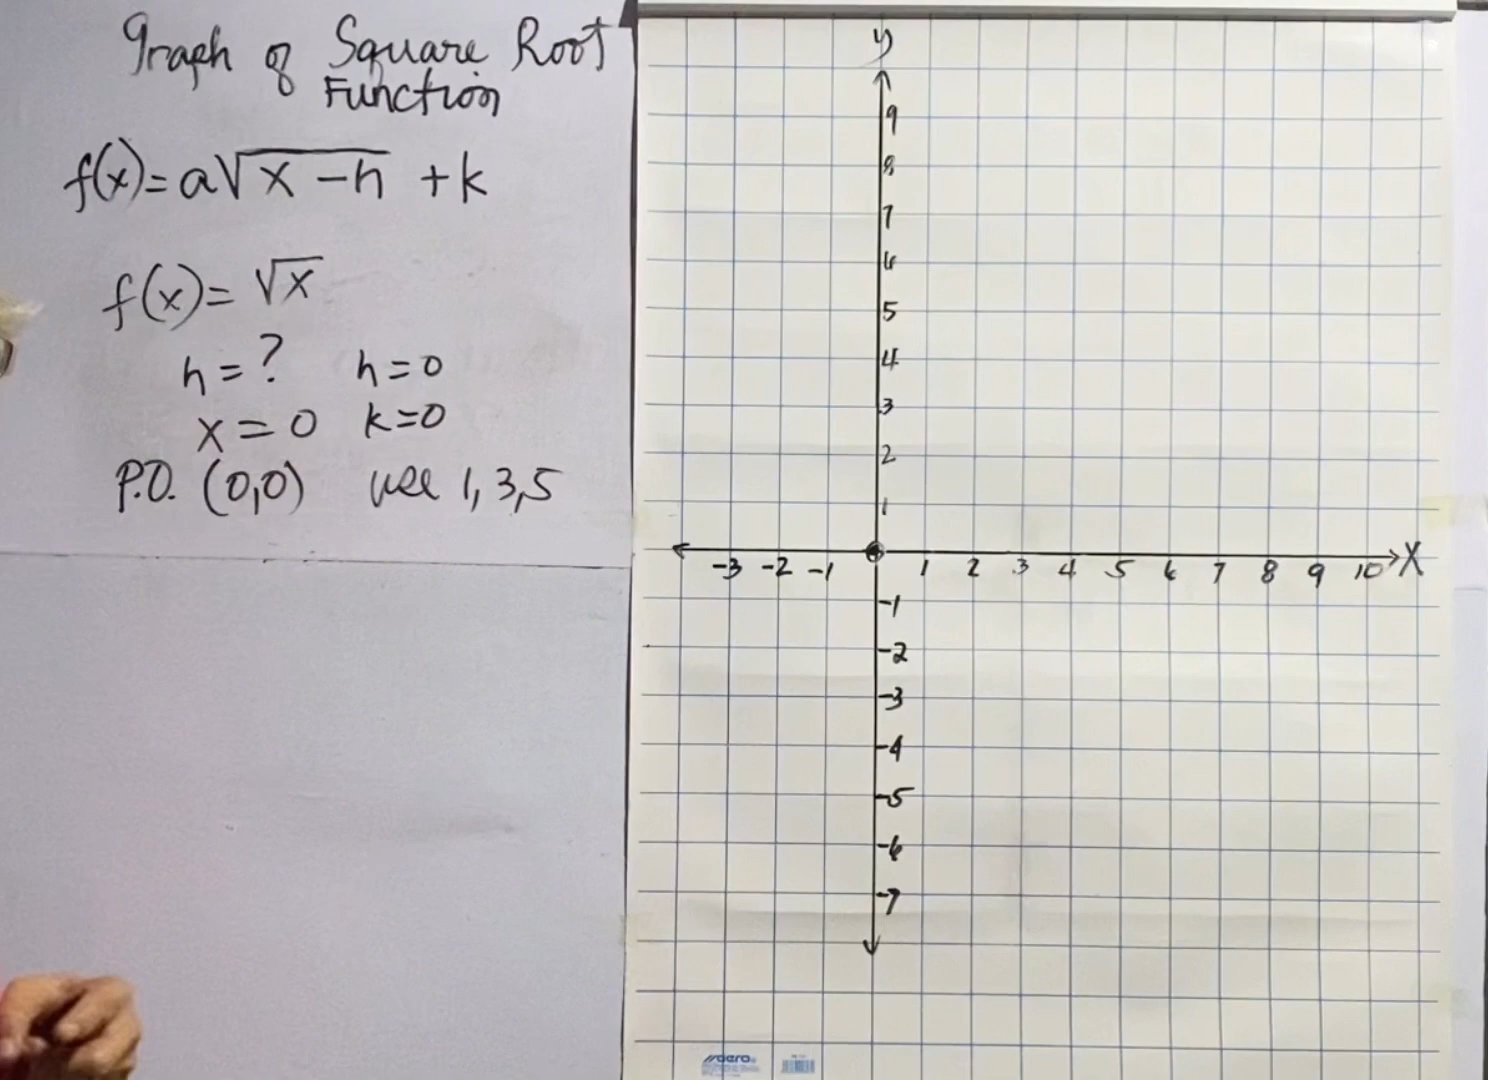 Graph of Square Root
Function
f(x)=a√x-h +k
f(x)= √x
h=? h=0
x=0 k=0
P.O. (0,0) use 1,3,5
y
9
8
7
6
5
4
3
2
1
-3 -2 -1 1 2 3 4 5 6 7 8 9 10 X
-1
-2
-3
-4
-5
-6
-7
aero